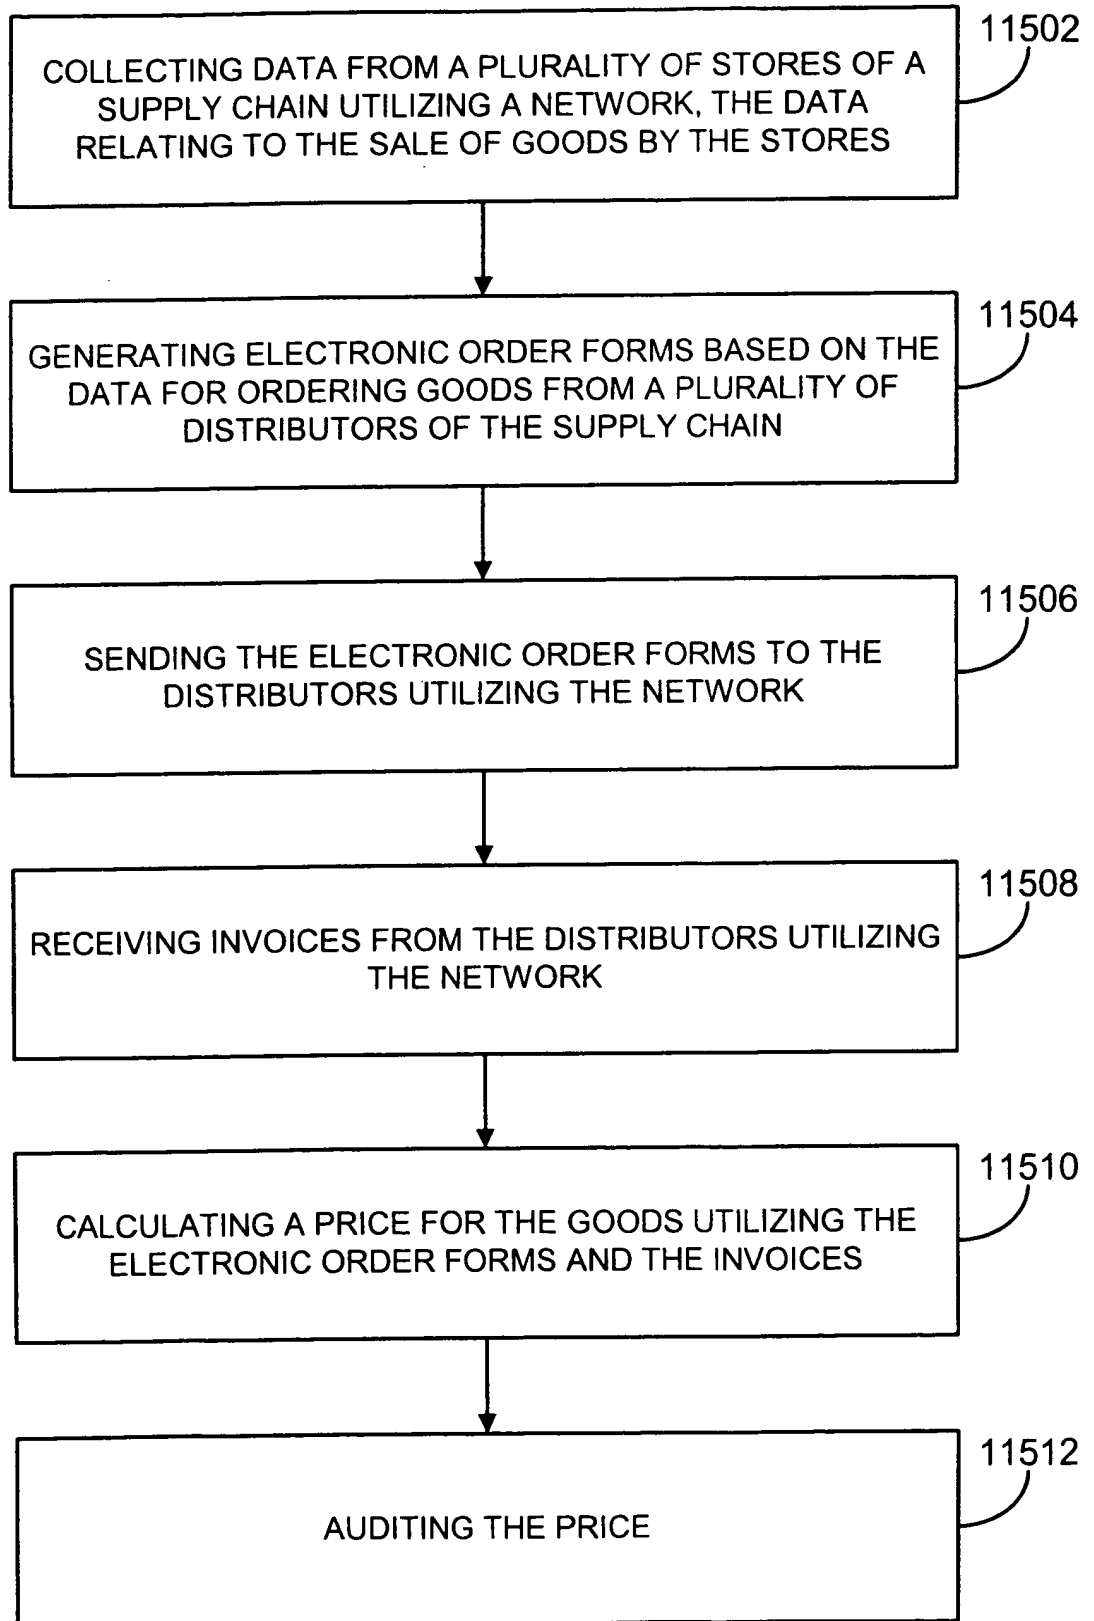 11502
COLLECTING DATA FROM A PLURALITY OF STORES OF A
SUPPLY CHAIN UTILIZING A NETWORK, THE DATA
RELATING TO THE SALE OF GOODS BY THE STORES
11504
GENERATING ELECTRONIC ORDER FORMS BASED ON THE
DATA FOR ORDERING GOODS FROM A PLURALITY OF
DISTRIBUTORS OF THE SUPPLY CHAIN
11506
SENDING THE ELECTRONIC ORDER FORMS TO THE
DISTRIBUTORS UTILIZING THE NETWORK
11508
RECEIVING INVOICES FROM THE DISTRIBUTORS UTILIZING
THE NETWORK
11510
CALCULATING A PRICE FOR THE GOODS UTILIZING THE
ELECTRONIC ORDER FORMS AND THE INVOICES
11512
AUDITING THE PRICE